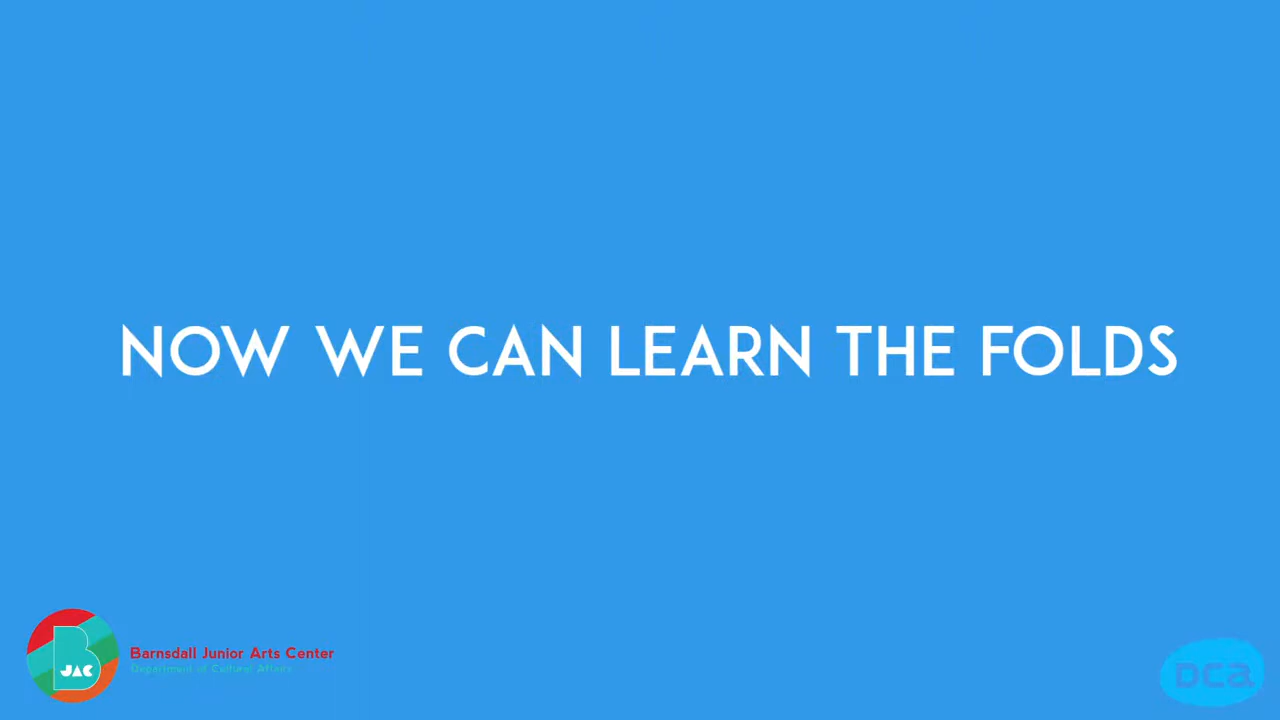 NOW WE CAN LEARN THE FOLDS
B
JAC
Barnsdall Junior Arts Center
Department of Cultural Affairs
DCa